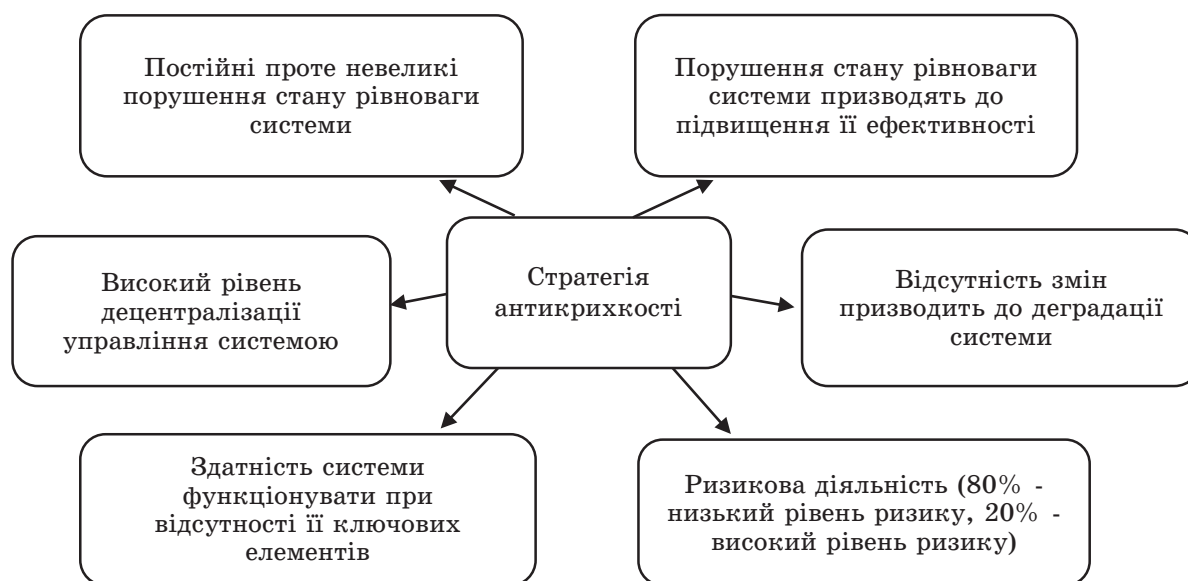 Постійні проте невеликі
порушення стану рівноваги
системи
Порушення стану рівноваги
системи призводять до
підвищення її ефективності
Високий рівень
децентралізації
управління системою
Стратегія
антикрихкості
Відсутність змін
призводить до деградації
системи
Здатність системи
функціонувати при
відсутності її ключових
елементів
Ризикова діяльність (80% -
низький рівень ризику, 20% -
високий рівень ризику)